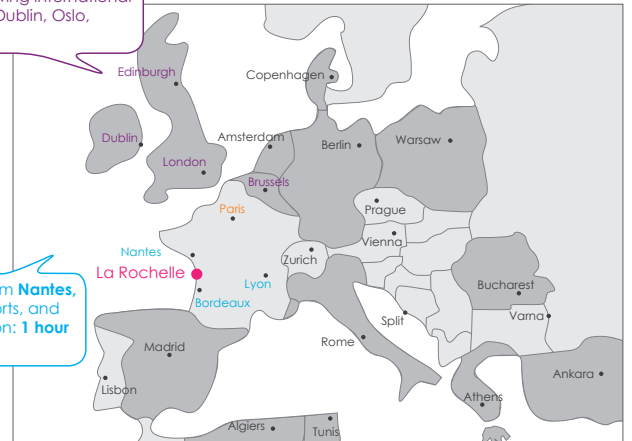 Dublin, Oslo,
Edinburgh
Copenhagen
Dublin
Amsterdam
Berlin
Warsaw
London
Brussels
Paris
Prague
Nantes
Vienna
Zurich
La Rochelle
Lyon
Bordeaux
m Nantes,
orts, and
on: 1 hour
Bucharest
Varna
Split
Rome
Madrid
Lisbon
Ankara
Athens
Algiers
Tunis